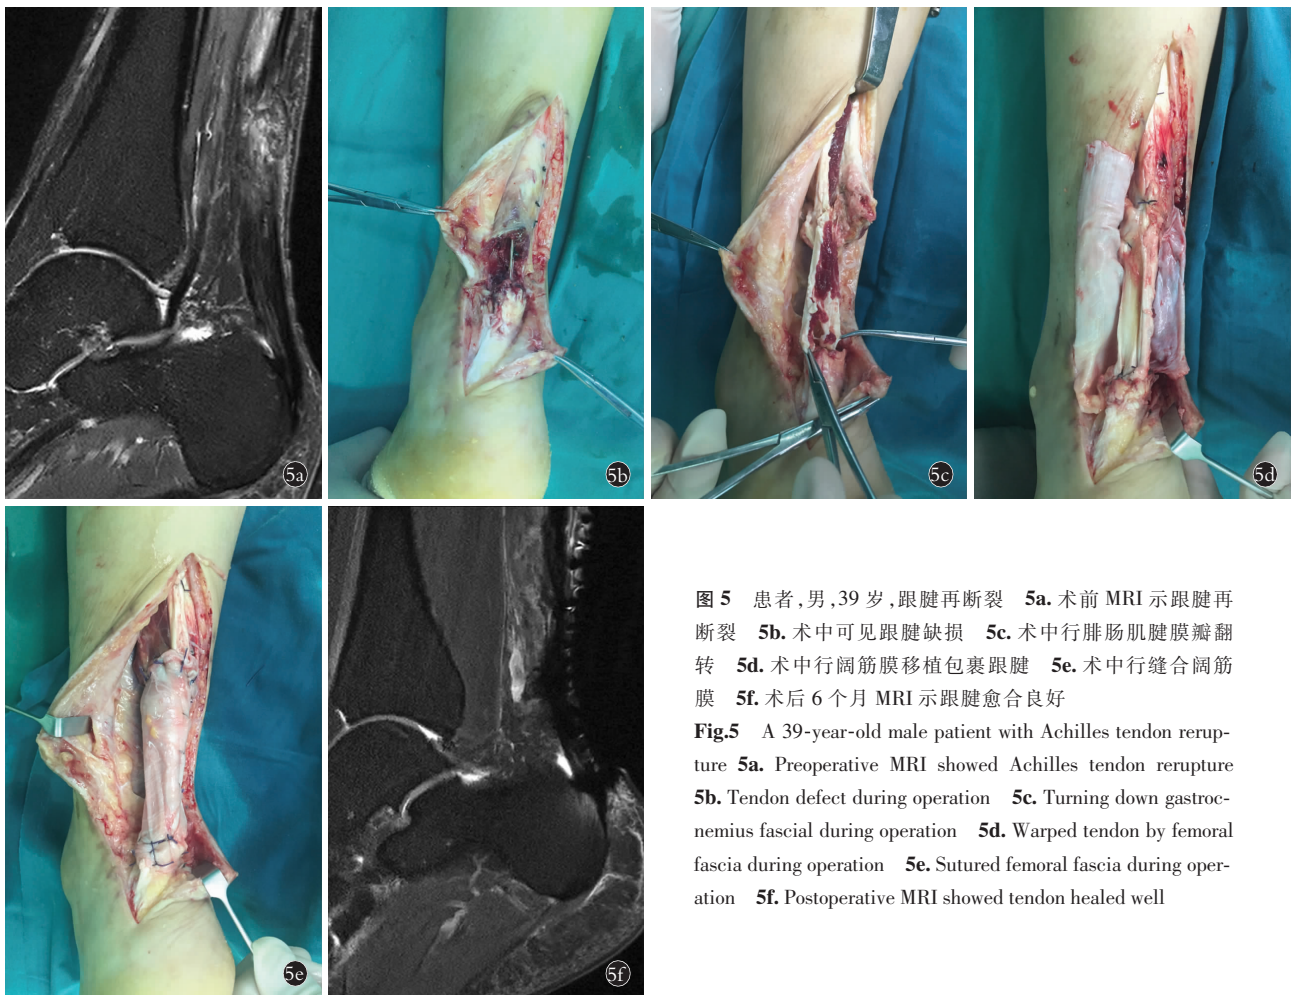 5a
5b
5c
5d
5e
5f
图 5 患者,男,39 岁,跟腱再断裂 5a. 术前 MRI 示跟腱再
断裂 5b. 术中可见跟腱缺损 5c. 术中行腓肠肌腱膜瓣翻
转 5d. 术中行阔筋膜移植包裹跟腱 5e. 术中行缝合阔筋
膜 5f. 术后 6 个月 MRI 示跟腱愈合良好
Fig.5 A 39-year-old male patient with Achilles tendon rerup-
ture 5a. Preoperative MRI showed Achilles tendon rerupture
5b. Tendon defect during operation 5c. Turning down gastroc-
nemius fascial during operation 5d. Warped tendon by femoral
fascia during operation 5e. Sutured femoral fascia during oper-
ation 5f. Postoperative MRI showed tendon healed well